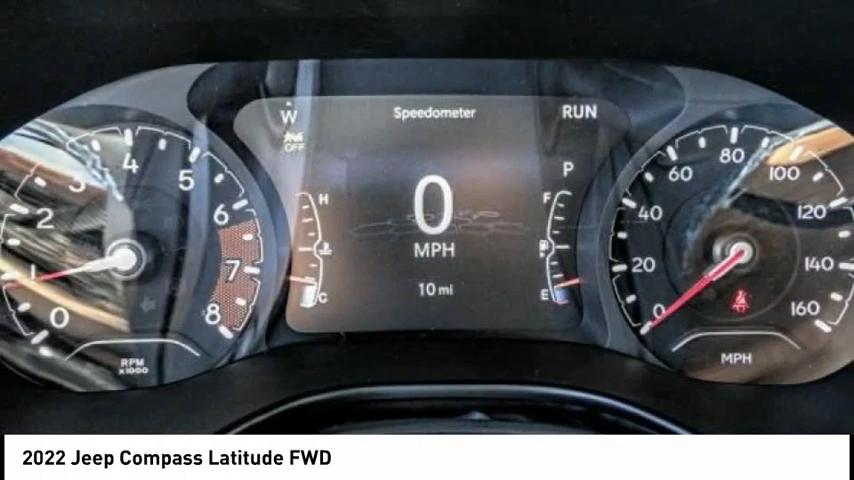 W Speedometer RUN
OFF
P
0
MPH
10 mi
H
C
F
E
0 1 2 3 4 5 6 7 8
RPM
x1000
0 20 40 60 80 100 120 140 160
MPH
2022 Jeep Compass Latitude FWD